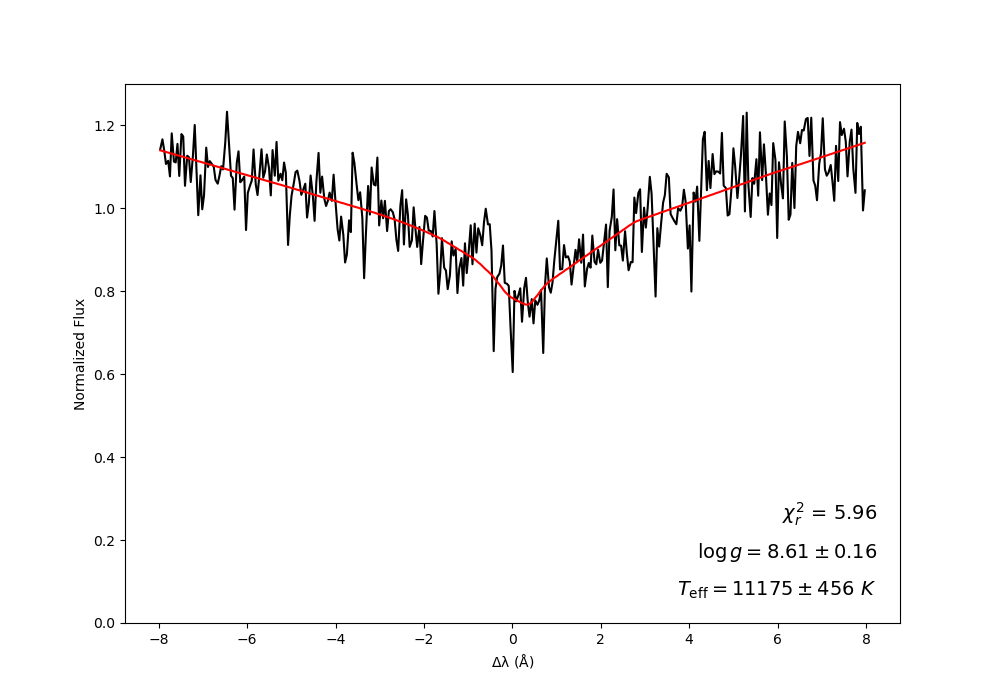 1.2
1.0
0.8
0.6
0.4
0.2
0.0
Normalized Flux
χ²ᵣ = 5.96
log g = 8.61 ± 0.16
T_eff = 11175 ± 456 K
−8 −6 −4 −2 0 2 4 6 8
Δλ (Å)